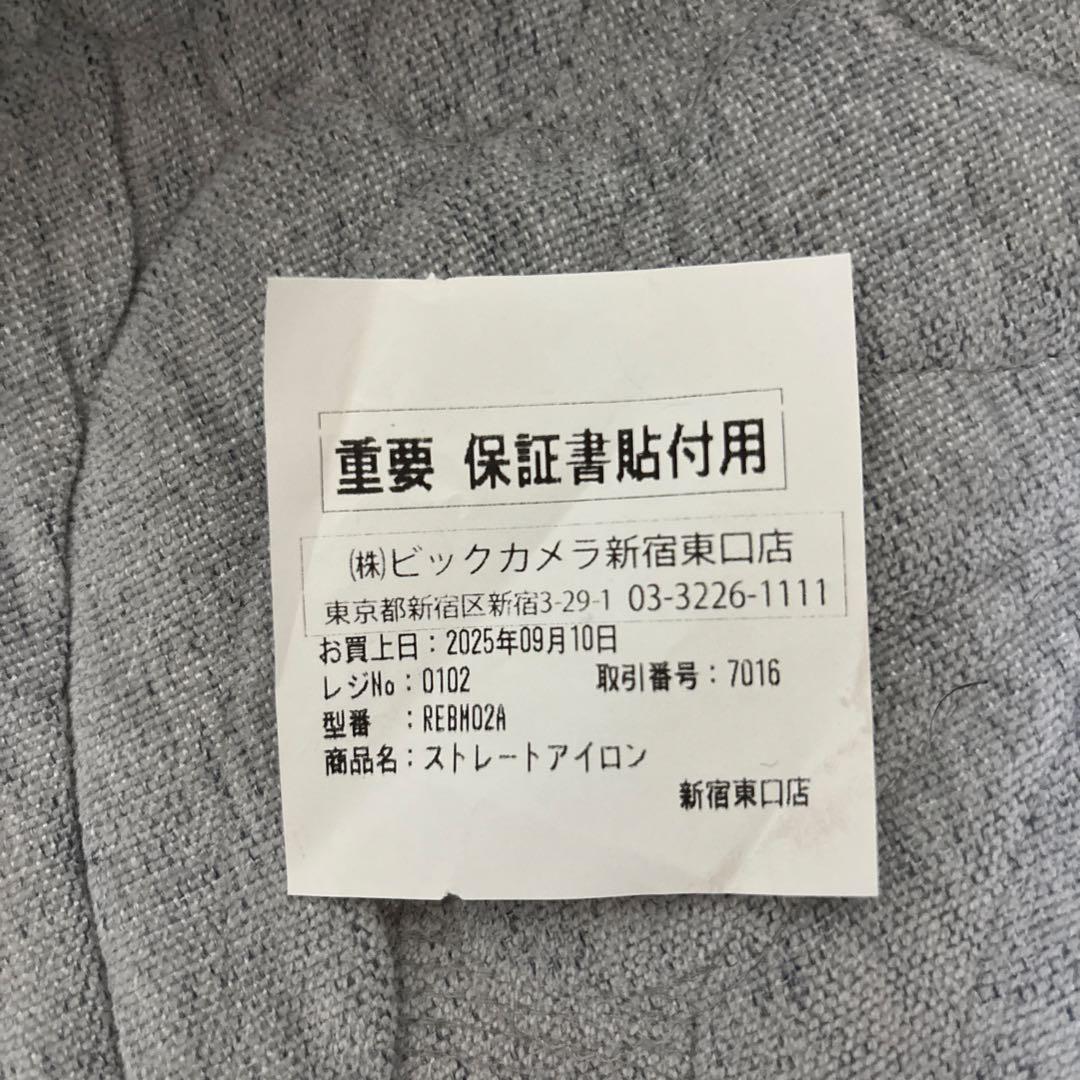 重要 保証書貼付用
㈱ビックカメラ新宿東口店
東京都新宿区新宿3-29-1 03-3226-1111
お買上日：2025年09月10日
レジNo：0102 取引番号：7016
型番 ：REBM02A
商品名：ストレートアイロン
新宿東口店